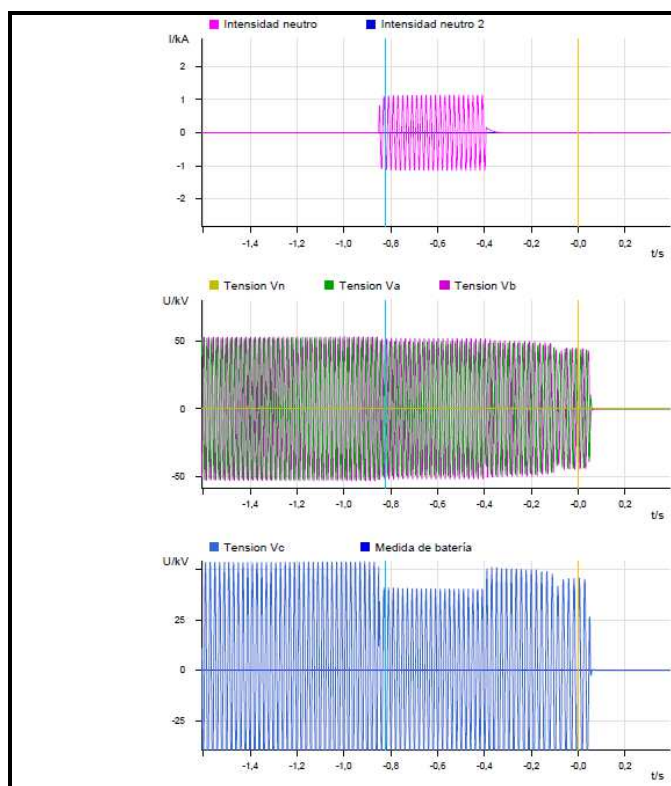 Intensidad neutro Intensidad neutro 2
I/kA
2
1
0
-1
-2
-1,4 -1,2 -1,0 -0,8 -0,6 -0,4 -0,2 -0,0 0,2
t/s
Tension Vn Tension Va Tension Vb
U/kV
50
0
-50
-1,4 -1,2 -1,0 -0,8 -0,6 -0,4 -0,2 -0,0 0,2
t/s
Tension Vc Medida de batería
U/kV
25
0
-25
-1,4 -1,2 -1,0 -0,8 -0,6 -0,4 -0,2 -0,0 0,2
t/s